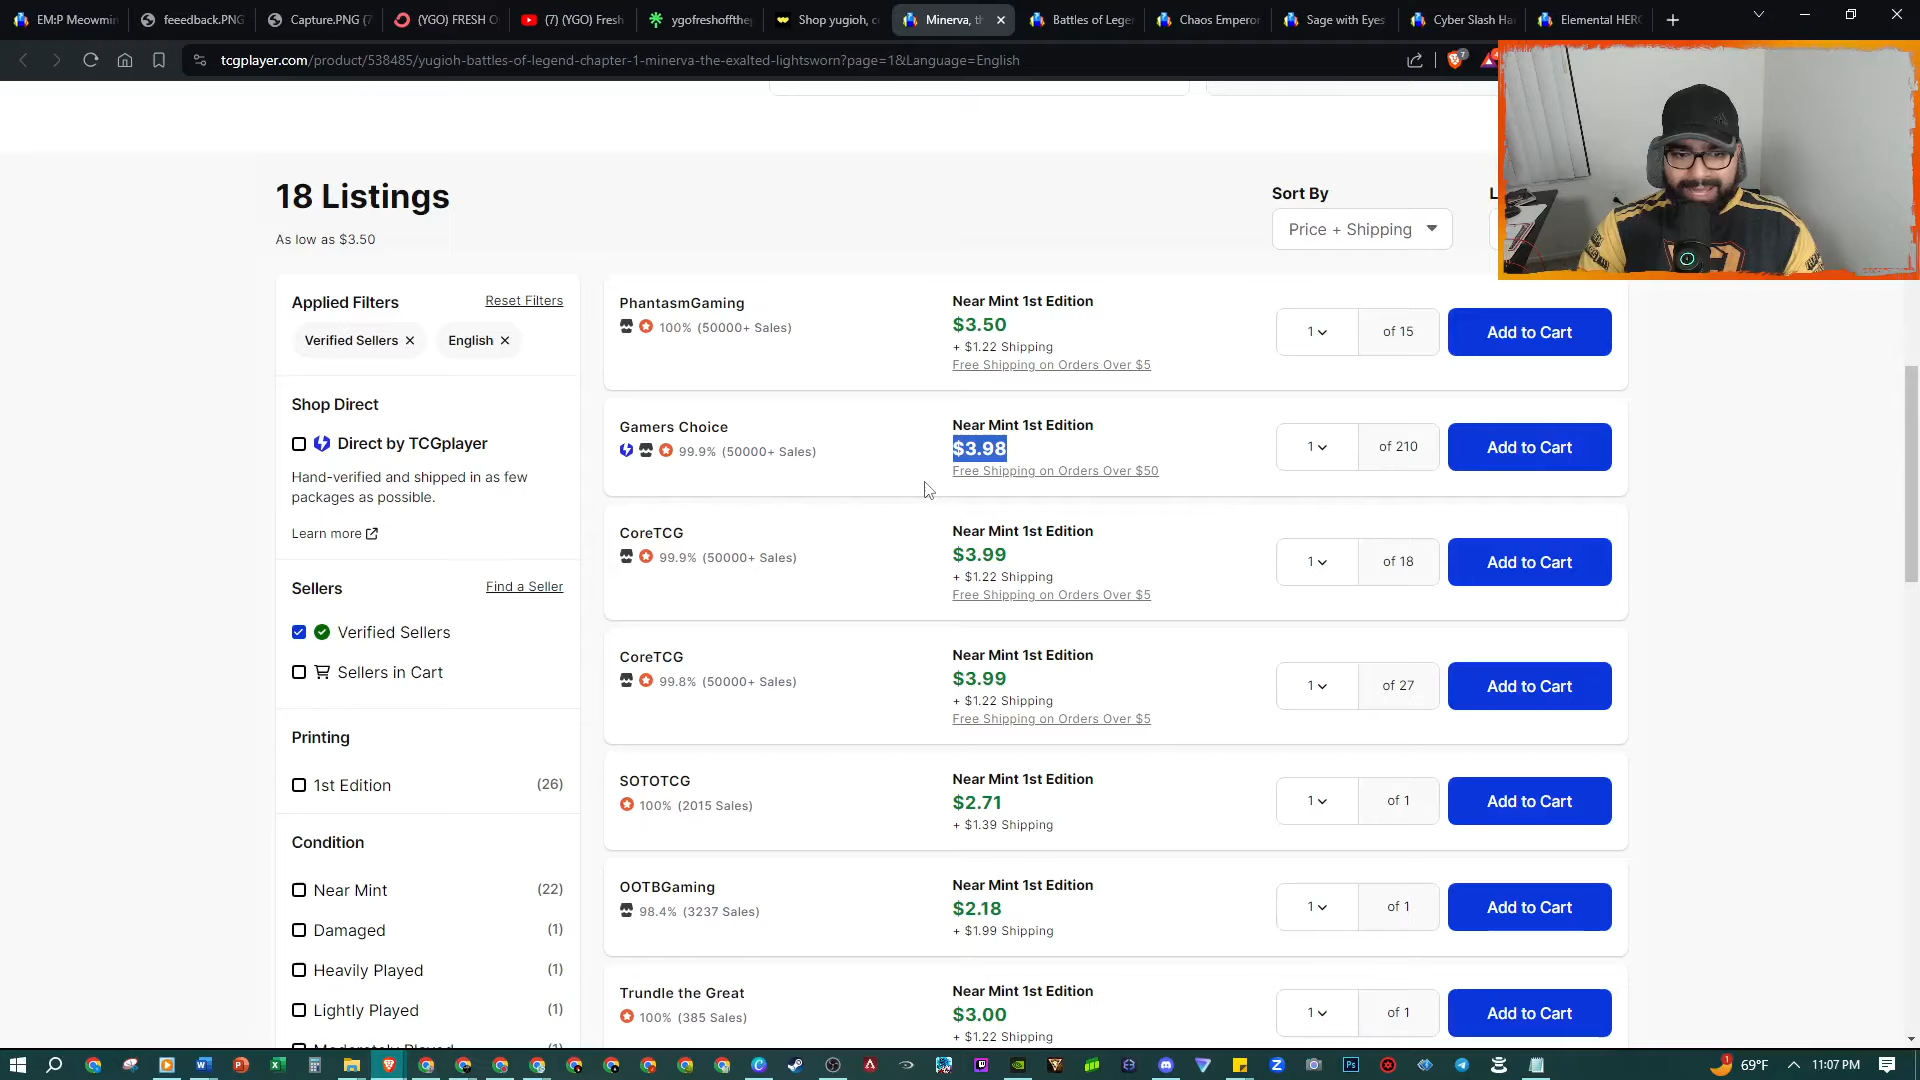 EM:P Meowmin
feeedback.PNG
Capture.PNG (7
(YGO) FRESH O
(7) (YGO) Fresh
ygofreshoffthe
Shop yugioh, c
Minerva, th
Battles of Lege
Chaos Emperor
Sage with Eyes
Cyber Slash Ha
Elemental HERO
tcgplayer.com/product/538485/yugioh-battles-of-legend-chapter-1-minerva-the-exalted-lightsworn?page=1&Language=English
18 Listings
As low as $3.50
Sort By
L
Price + Shipping
Applied Filters
Reset Filters
Verified Sellers
English
Shop Direct
Direct by TCGplayer
Hand-verified and shipped in as few
packages as possible.
Learn more
Sellers
Find a Seller
Verified Sellers
Sellers in Cart
Printing
1st Edition
(26)
Condition
Near Mint
(22)
Damaged
(1)
Heavily Played
(1)
Lightly Played
(1)
Moderately Played
(1)
PhantasmGaming
100% (50000+ Sales)
Near Mint 1st Edition
$3.50
+ $1.22 Shipping
Free Shipping on Orders Over $5
1
of 15
Add to Cart
Gamers Choice
99.9% (50000+ Sales)
Near Mint 1st Edition
$3.98
Free Shipping on Orders Over $50
1
of 210
Add to Cart
CoreTCG
99.9% (50000+ Sales)
Near Mint 1st Edition
$3.99
+ $1.22 Shipping
Free Shipping on Orders Over $5
1
of 18
Add to Cart
CoreTCG
99.8% (50000+ Sales)
Near Mint 1st Edition
$3.99
+ $1.22 Shipping
Free Shipping on Orders Over $5
1
of 27
Add to Cart
SOTOTCG
100% (2015 Sales)
Near Mint 1st Edition
$2.71
+ $1.39 Shipping
1
of 1
Add to Cart
OOTBGaming
98.4% (3237 Sales)
Near Mint 1st Edition
$2.18
+ $1.99 Shipping
1
of 1
Add to Cart
Trundle the Great
100% (385 Sales)
Near Mint 1st Edition
$3.00
+ $1.22 Shipping
1
of 1
Add to Cart
69°F
11:07 PM